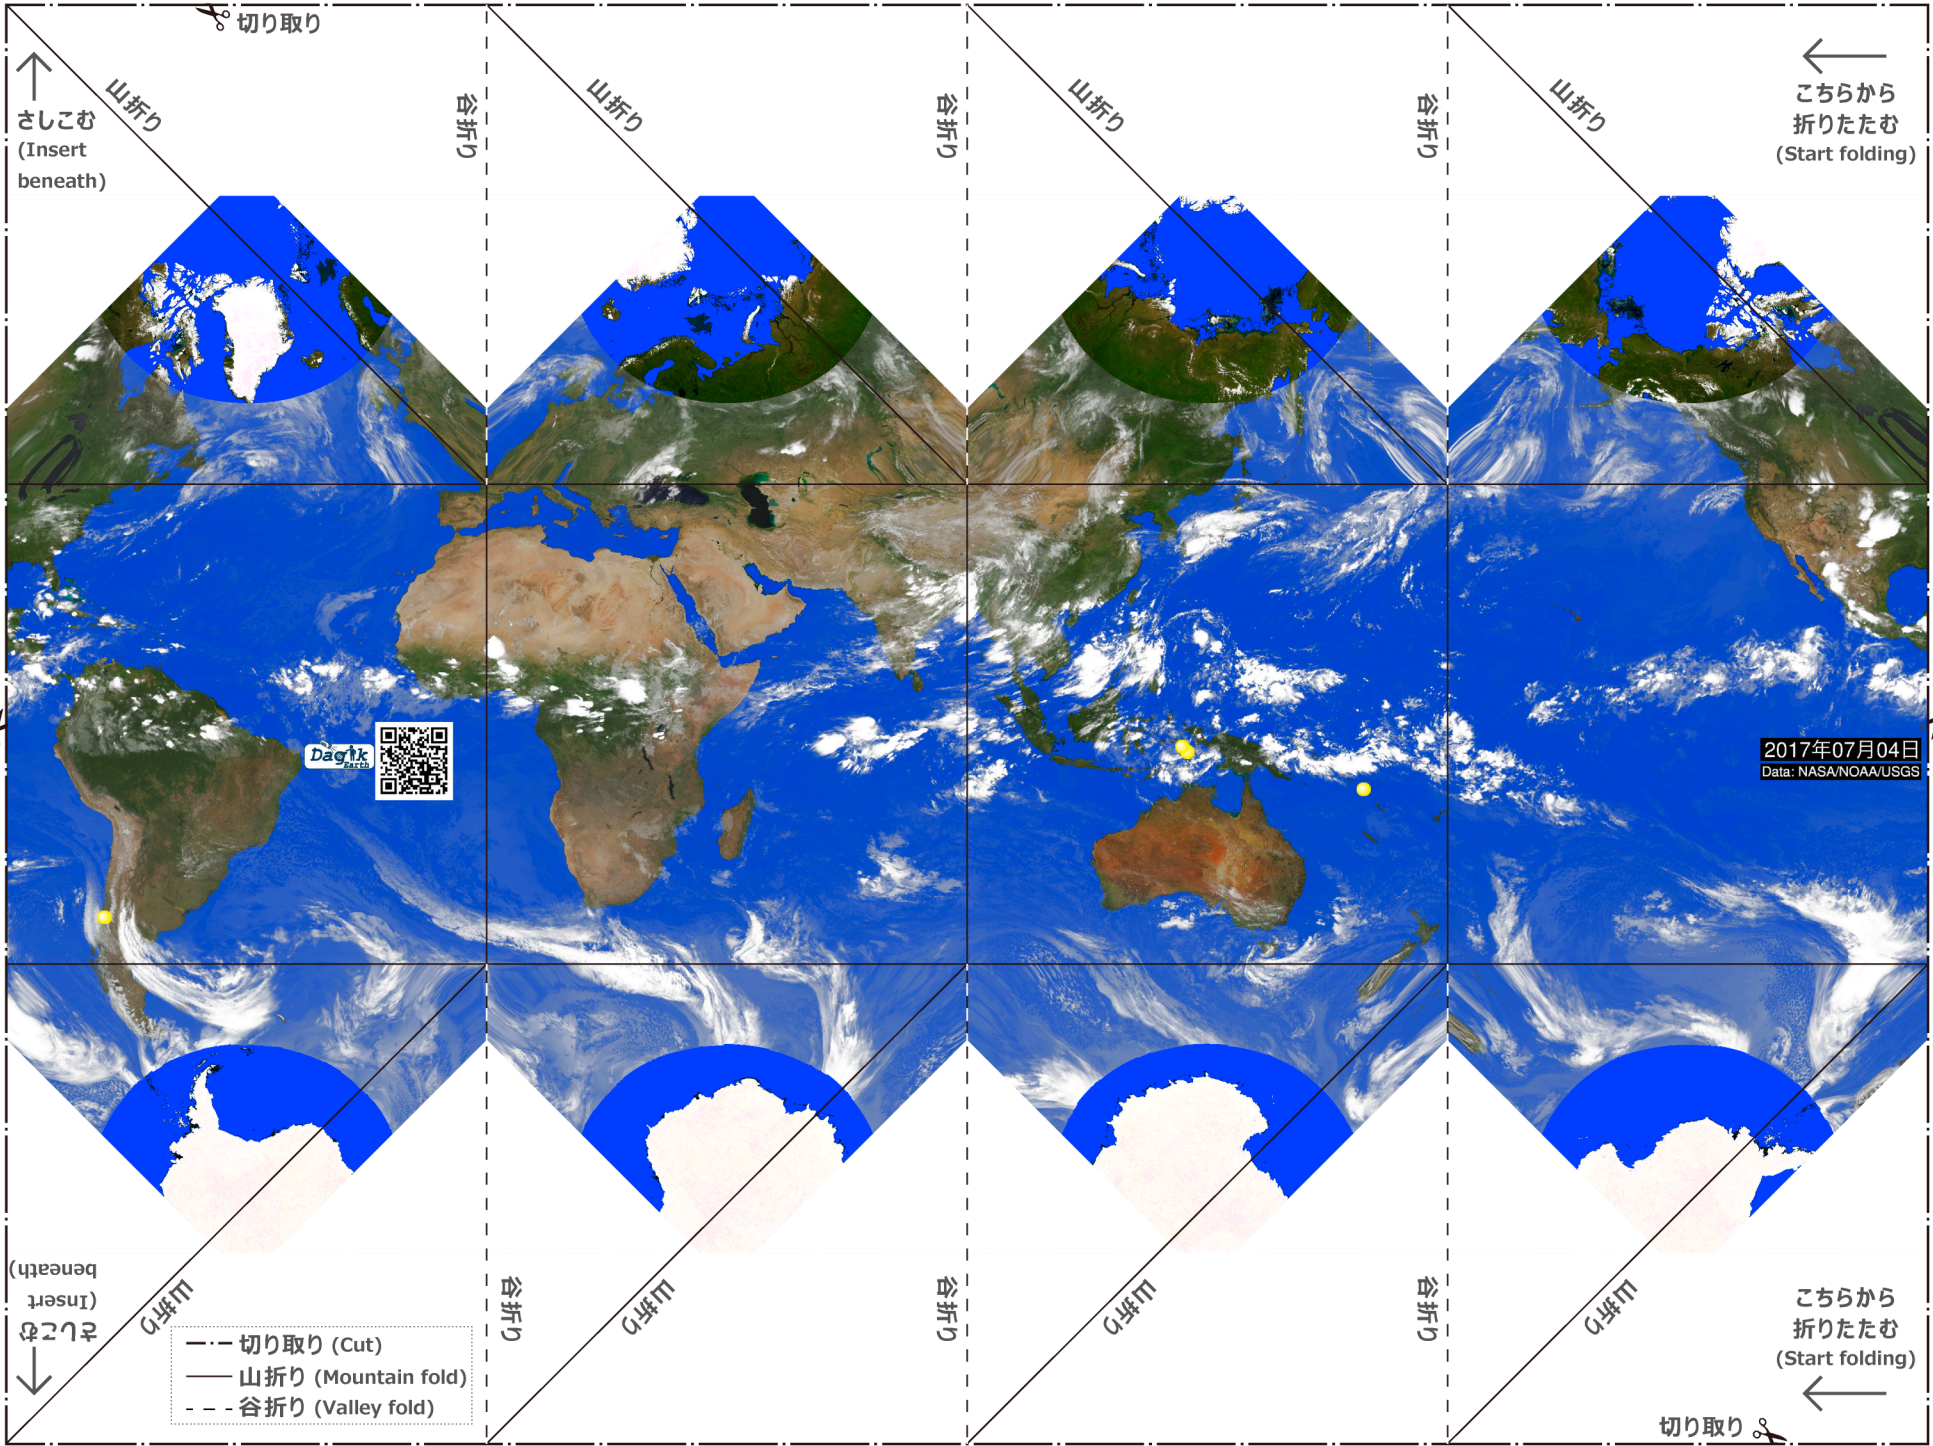 切り取り
山折り
山折り
山折り
山折り
谷折り
谷折り
谷折り
さしこむ
(Insert
beneath)
こちらから
折りたたむ
(Start folding)
Dagik
Earth
2017年07月04日
Data: NASA/NOAA/USGS
さしこむ
(Insert
beneath)
山折り
山折り
山折り
山折り
谷折り
谷折り
谷折り
こちらから
折りたたむ
(Start folding)
切り取り (Cut)
山折り (Mountain fold)
谷折り (Valley fold)
切り取り